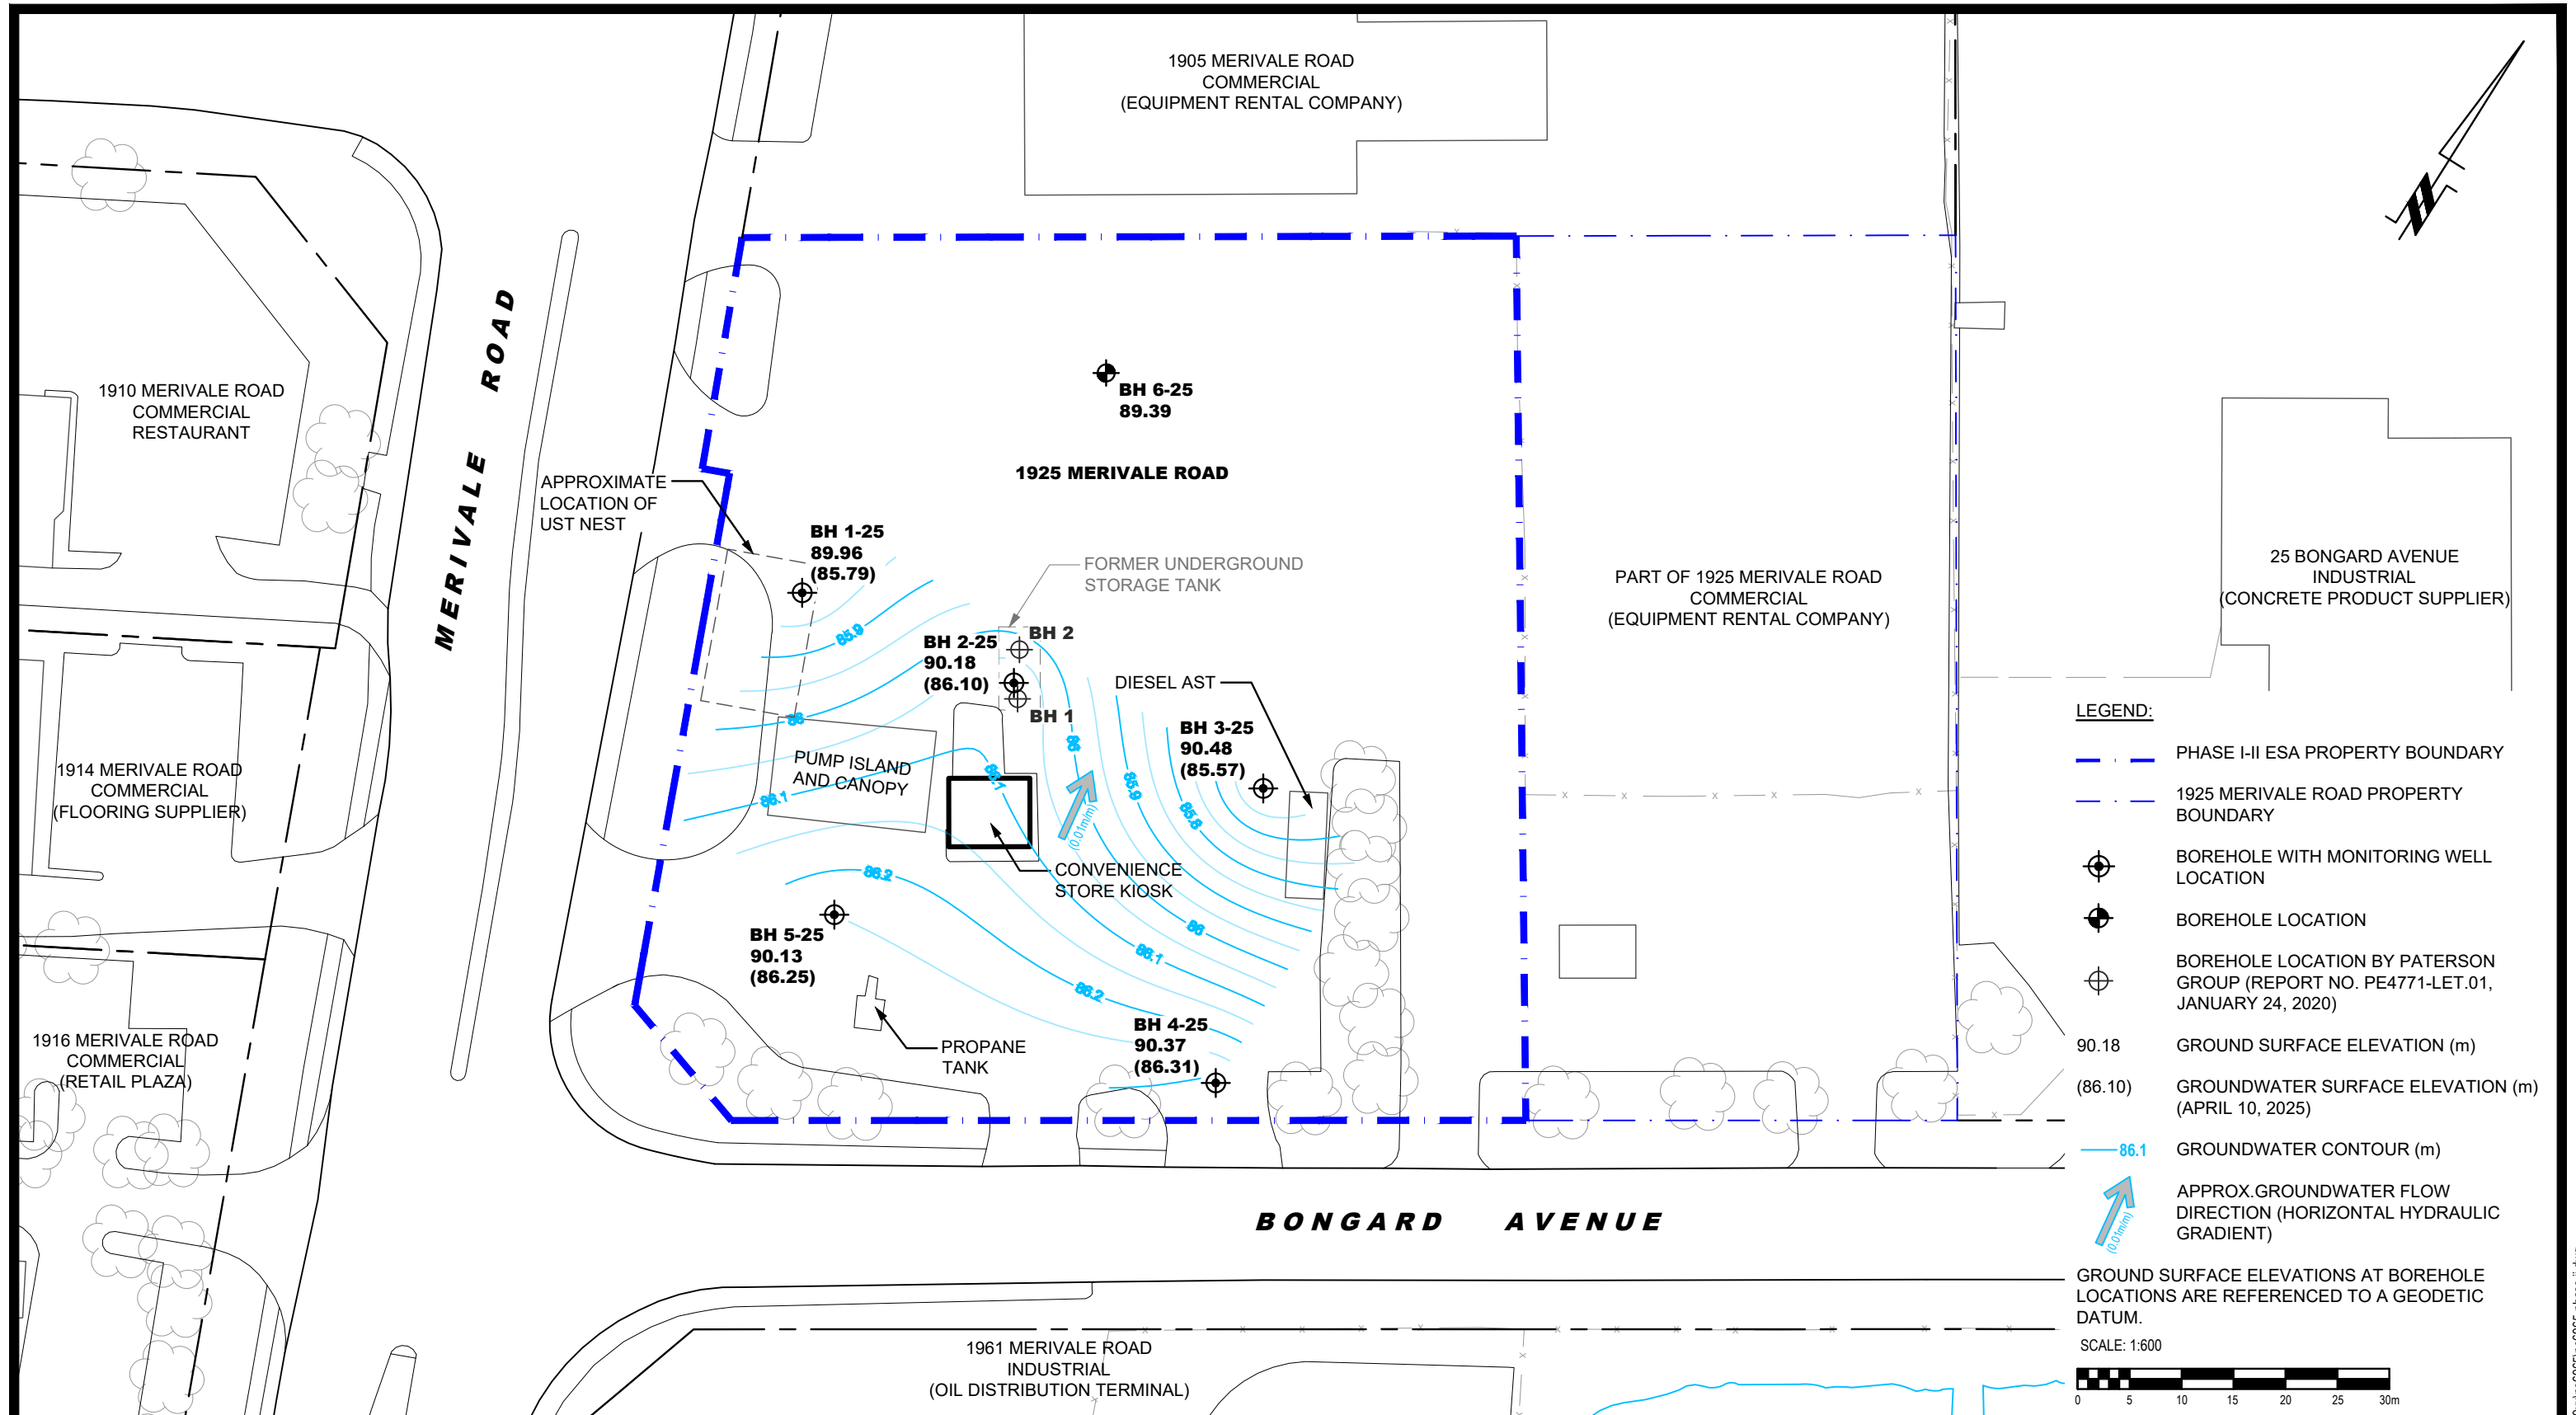 1905 MERIVALE ROAD
COMMERCIAL
(EQUIPMENT RENTAL COMPANY)
1910 MERIVALE ROAD
COMMERCIAL
RESTAURANT
MERIVALE ROAD
BH 6-25
89.39
1925 MERIVALE ROAD
APPROXIMATE
LOCATION OF
UST NEST
BH 1-25
89.96
(85.79)
FORMER UNDERGROUND
STORAGE TANK
PART OF 1925 MERIVALE ROAD
COMMERCIAL
(EQUIPMENT RENTAL COMPANY)
25 BONGARD AVENUE
INDUSTRIAL
(CONCRETE PRODUCT SUPPLIER)
85.9
BH 2
BH 2-25
90.18
(86.10)
BH 1
DIESEL AST
BH 3-25
90.48
(85.57)
86
86
PUMP ISLAND
AND CANOPY
86.1
86.1
85.9
85.8
(0.01m/m)
1914 MERIVALE ROAD
COMMERCIAL
(FLOORING SUPPLIER)
CONVENIENCE
STORE KIOSK
86.2
86
86.1
86.2
BH 5-25
90.13
(86.25)
PROPANE
TANK
BH 4-25
90.37
(86.31)
1916 MERIVALE ROAD
COMMERCIAL
(RETAIL PLAZA)
BONGARD AVENUE
1961 MERIVALE ROAD
INDUSTRIAL
(OIL DISTRIBUTION TERMINAL)
LEGEND:
PHASE I-II ESA PROPERTY BOUNDARY
1925 MERIVALE ROAD PROPERTY
BOUNDARY
BOREHOLE WITH MONITORING WELL
LOCATION
BOREHOLE LOCATION
BOREHOLE LOCATION BY PATERSON
GROUP (REPORT NO. PE4771-LET.01,
JANUARY 24, 2020)
90.18 GROUND SURFACE ELEVATION (m)
(86.10) GROUNDWATER SURFACE ELEVATION (m)
(APRIL 10, 2025)
86.1 GROUNDWATER CONTOUR (m)
APPROX.GROUNDWATER FLOW
DIRECTION (HORIZONTAL HYDRAULIC
GRADIENT)
(0.01m/m)
GROUND SURFACE ELEVATIONS AT BOREHOLE
LOCATIONS ARE REFERENCED TO A GEODETIC
DATUM.
SCALE: 1:600
0 5 10 15 20 25 30m